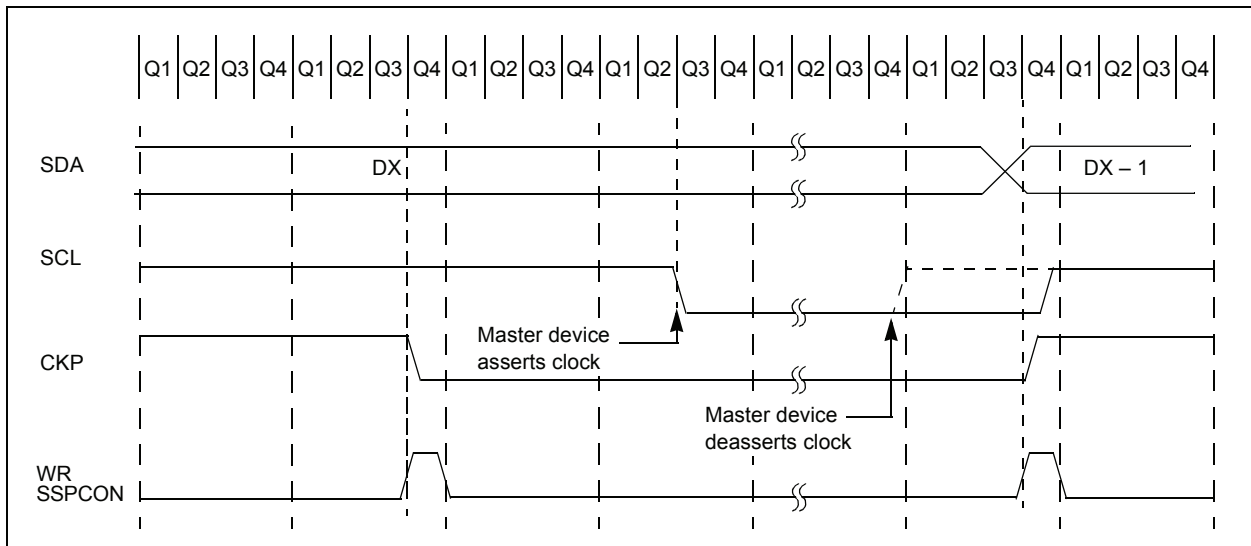 Q1 Q2 Q3 Q4 Q1 Q2 Q3 Q4 Q1 Q2 Q3 Q4 Q1 Q2 Q3 Q4 Q1 Q2 Q3 Q4 Q1 Q2 Q3 Q4 Q1 Q2 Q3 Q4
SDA
DX
DX – 1
SCL
Master device
asserts clock
CKP
Master device
deasserts clock
WR
SSPCON